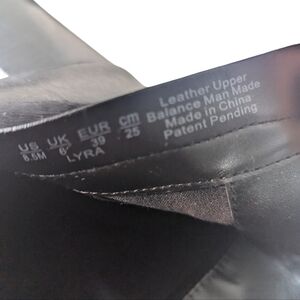 US UK EUR cm
8.5M 6 39 25
LYRA
Leather Upper
Balance Man Made
Made in China
Patent Pending